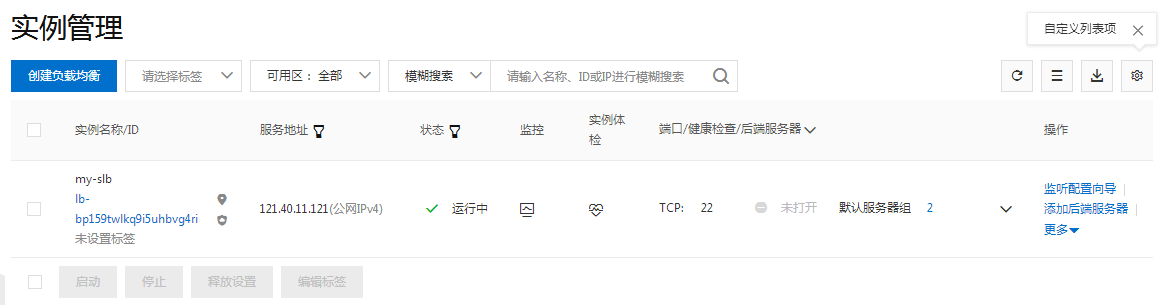 实例管理
自定义列表项
创建负载均衡
请选择标签
可用区：全部
模糊搜索
请输入名称、ID或IP进行模糊搜索
实例名称/ID
服务地址
状态
监控
实例体
检
端口/健康检查/后端服务器
操作
my-slb
lb-
bp159twlkq9i5uhbvg4ri
未设置标签
121.40.11.121(公网IPv4)
运行中
TCP: 22
未打开
默认服务器组 2
监听配置向导
添加后端服务器
更多
启动
停止
释放设置
编辑标签